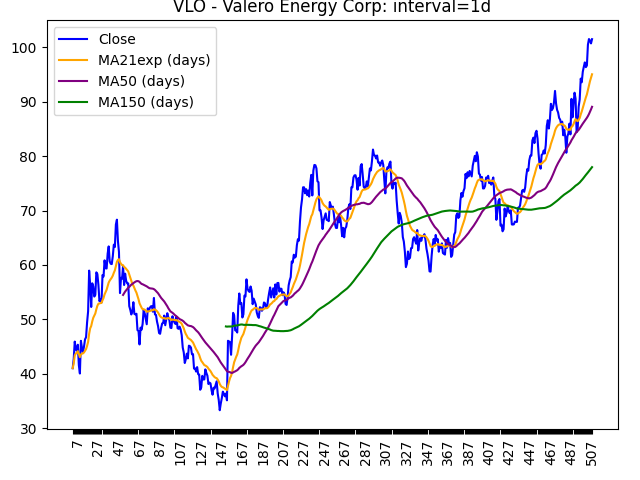 VLO - Valero Energy Corp: interval=1d
Close
MA21exp (days)
MA50 (days)
MA150 (days)
100
90
80
70
60
50
40
30
7 27 47 67 87 107 127 147 167 187 207 227 247 267 287 307 327 347 367 387 407 427 447 467 487 507